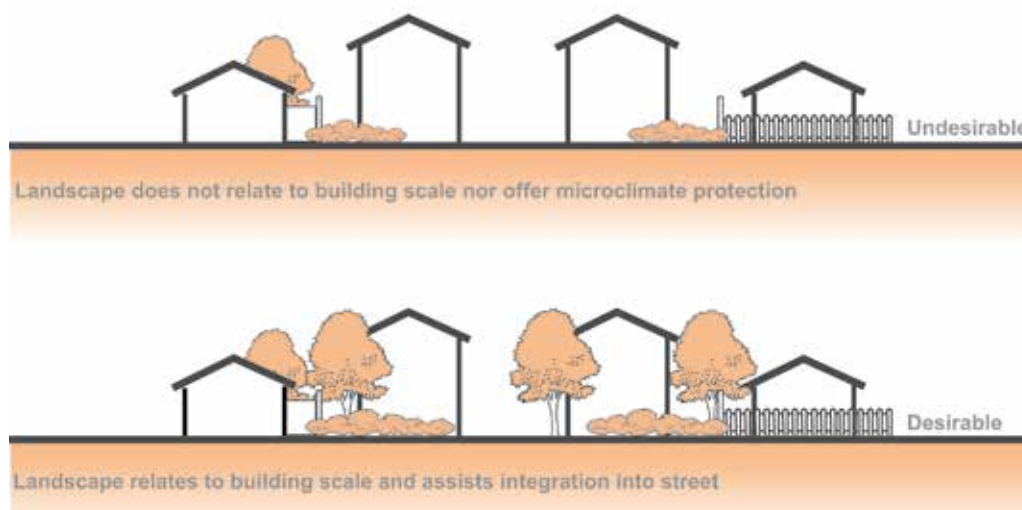 Undesirable
Landscape does not relate to building scale nor offer microclimate protection
Desirable
Landscape relates to building scale and assists integration into street